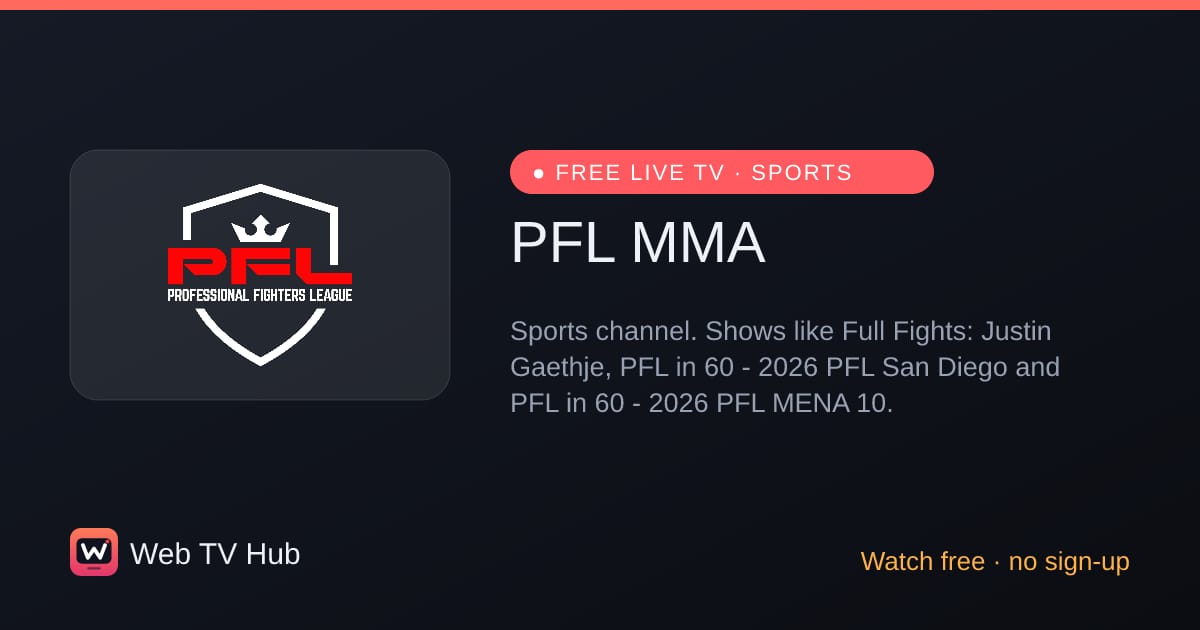 FREE LIVE TV · SPORTS
PFL MMA
PFL
PROFESSIONAL FIGHTERS LEAGUE
Sports channel. Shows like Full Fights: Justin
Gaethje, PFL in 60 - 2026 PFL San Diego and
PFL in 60 - 2026 PFL MENA 10.
W
Web TV Hub
Watch free · no sign-up